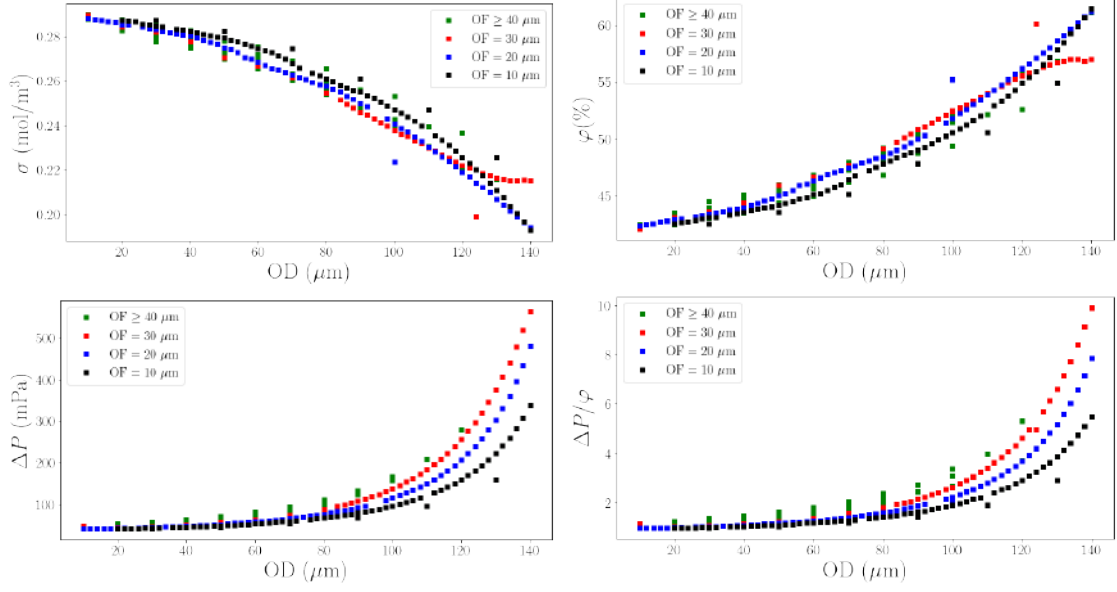 0.28
0.26
0.24
0.22
0.20
σ (mol/m³)
OF ≥ 40 μm
OF = 30 μm
OF = 20 μm
OF = 10 μm
20 40 60 80 100 120 140
OD (μm)
60
55
50
45
φ(%)
OF ≥ 40 μm
OF = 30 μm
OF = 20 μm
OF = 10 μm
20 40 60 80 100 120 140
OD (μm)
500
400
300
200
100
ΔP (mPa)
OF ≥ 40 μm
OF = 30 μm
OF = 20 μm
OF = 10 μm
20 40 60 80 100 120 140
OD (μm)
10
8
6
4
2
ΔP/φ
OF ≥ 40 μm
OF = 30 μm
OF = 20 μm
OF = 10 μm
20 40 60 80 100 120 140
OD (μm)